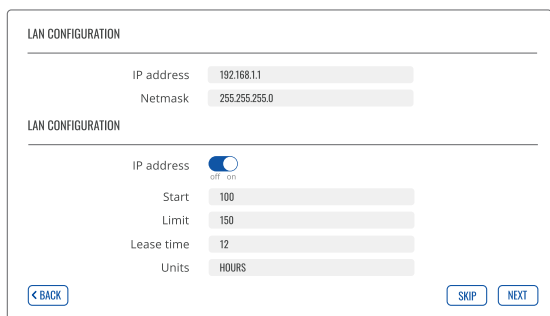 LAN CONFIGURATION
IP address 192.168.1.1
Netmask 255.255.255.0
LAN CONFIGURATION
IP address
off on
Start 100
Limit 150
Lease time 12
Units HOURS
< BACK SKIP NEXT